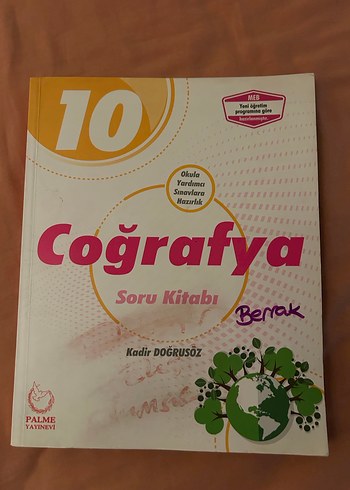 10
MEB
Yeni öğretim
programına göre
hazırlanmıştır.
Okula
Yardımcı
Sınavlara
Hazırlık
Coğrafya
Soru Kitabı
Berrak
Kadir DOĞRUSÖZ
PALME
YAYINEVİ